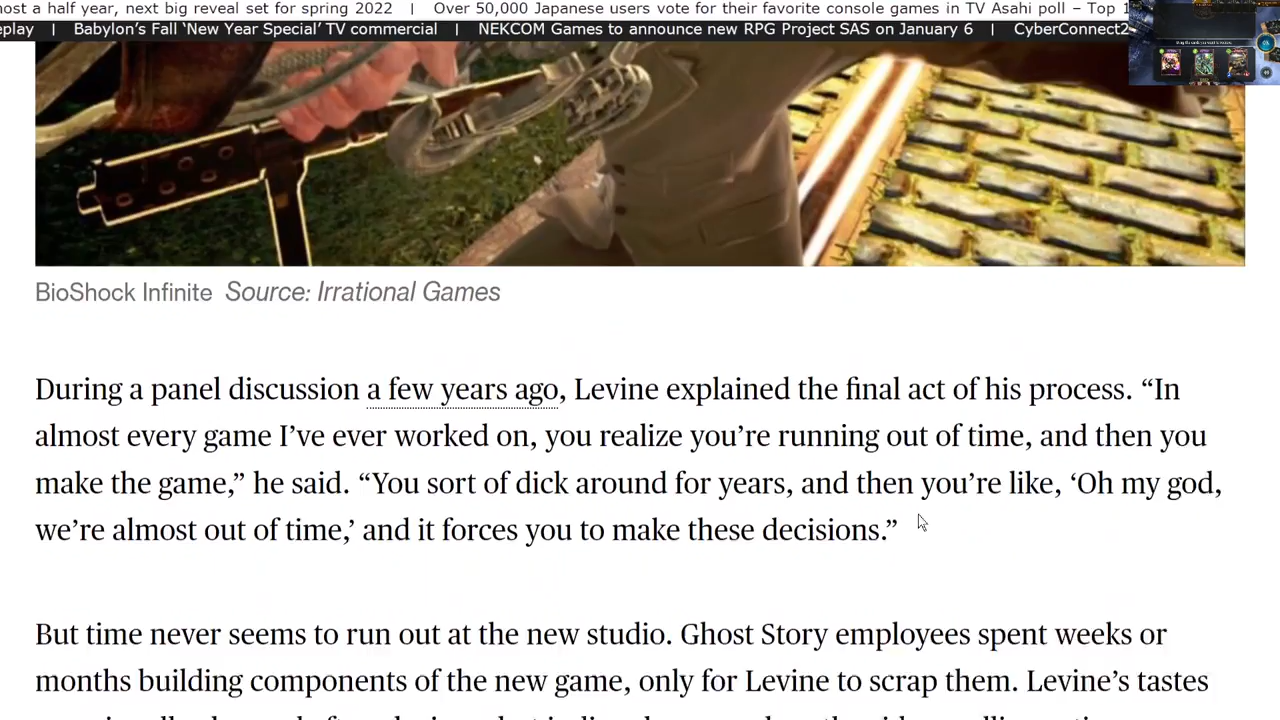 nost a half year, next big reveal set for spring 2022 | Over 50,000 Japanese users vote for their favorite console games in TV Asahi poll – Top 1
eplay | Babylon's Fall 'New Year Special' TV commercial | NEKCOM Games to announce new RPG Project SAS on January 6 | CyberConnect2
BioShock Infinite Source: Irrational Games
During a panel discussion a few years ago, Levine explained the final act of his process. “In
almost every game I’ve ever worked on, you realize you’re running out of time, and then you
make the game,” he said. “You sort of dick around for years, and then you’re like, ‘Oh my god,
we’re almost out of time,’ and it forces you to make these decisions.”
But time never seems to run out at the new studio. Ghost Story employees spent weeks or
months building components of the new game, only for Levine to scrap them. Levine’s tastes